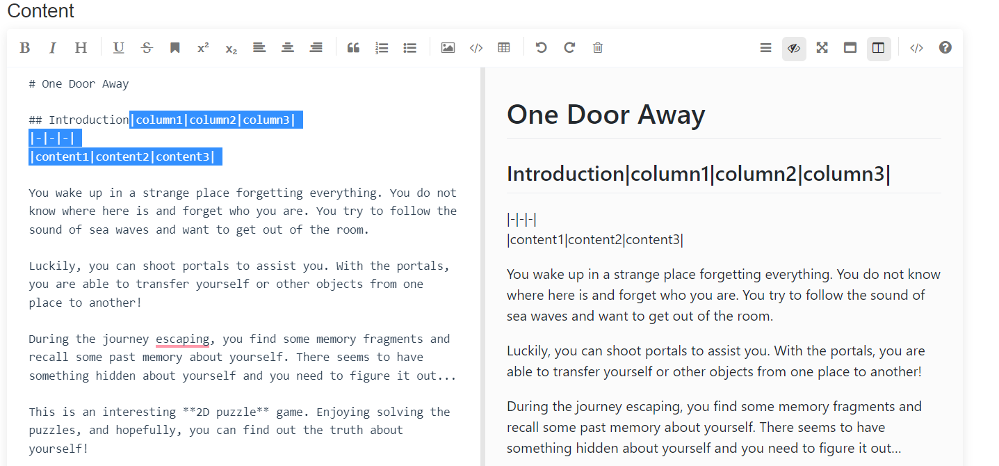 Content
B I H U S x² x₂
# One Door Away
## Introduction|column1|column2|column3|
|-|-|-|
|content1|content2|content3|
You wake up in a strange place forgetting everything. You do not
know where here is and forget who you are. You try to follow the
sound of sea waves and want to get out of the room.
Luckily, you can shoot portals to assist you. With the portals,
you are able to transfer yourself or other objects from one
place to another!
During the journey escaping, you find some memory fragments and
recall some past memory about yourself. There seems to have
something hidden about yourself and you need to figure it out...
This is an interesting **2D puzzle** game. Enjoying solving the
puzzles, and hopefully, you can find out the truth about
yourself!
One Door Away
Introduction|column1|column2|column3|
|-|-|-|
|content1|content2|content3|
You wake up in a strange place forgetting everything. You do not know
where here is and forget who you are. You try to follow the sound of
sea waves and want to get out of the room.
Luckily, you can shoot portals to assist you. With the portals, you are
able to transfer yourself or other objects from one place to another!
During the journey escaping, you find some memory fragments and
recall some past memory about yourself. There seems to have
something hidden about yourself and you need to figure it out...